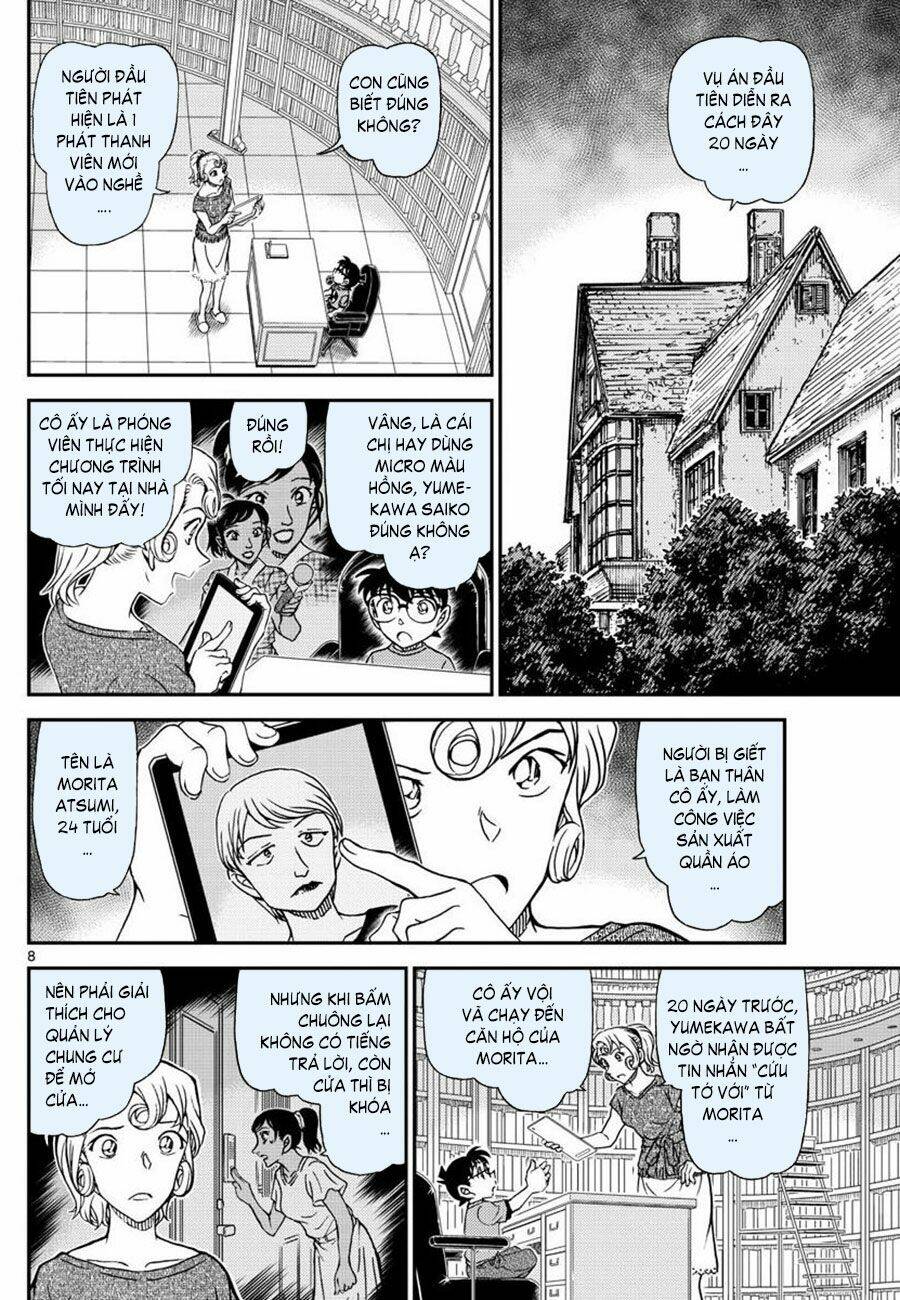 VỤ ÁN ĐẦU
TIÊN DIỄN RA
CÁCH ĐÂY
20 NGÀY
...
CON CŨNG
BIẾT ĐÚNG
KHÔNG?
NGƯỜI ĐẦU
TIÊN PHÁT
HIỆN LÀ 1
PHÁT THANH
VIÊN MỚI
VÀO NGHỀ
....
VÂNG, LÀ CÁI
CHỊ HAY DÙNG
MICRO MÀU
HỒNG, YUME-
KAWA SAIKO
ĐÚNG KHÔNG
Ạ?
ĐÚNG
RỒI!
CÔ ẤY LÀ PHÓNG
VIÊN THỰC HIỆN
CHƯƠNG TRÌNH
TỐI NAY TẠI NHÀ
MÌNH ĐẤY!
NGƯỜI BỊ GIẾT
LÀ BẠN THÂN
CÔ ẤY, LÀM
CÔNG VIỆC
SẢN XUẤT
QUẦN ÁO
...
TÊN LÀ
MORITA
ATSUMI,
24 TUỔI
...
8
20 NGÀY TRƯỚC,
YUMEKAWA BẤT
NGỜ NHẬN ĐƯỢC
TIN NHẮN "CỨU
TỚ VỚI" TỪ
MORITA
...
CÔ ẤY VỘI
VÃ CHẠY ĐẾN
CĂN HỘ CỦA
MORITA...
NHƯNG KHI BẤM
CHUÔNG LẠI
KHÔNG CÓ TIẾNG
TRẢ LỜI, CÒN
CỬA THÌ BỊ
KHÓA
NÊN PHẢI GIẢI
THÍCH CHO
QUẢN LÝ
CHUNG CƯ
ĐỂ MỞ
CỬA...